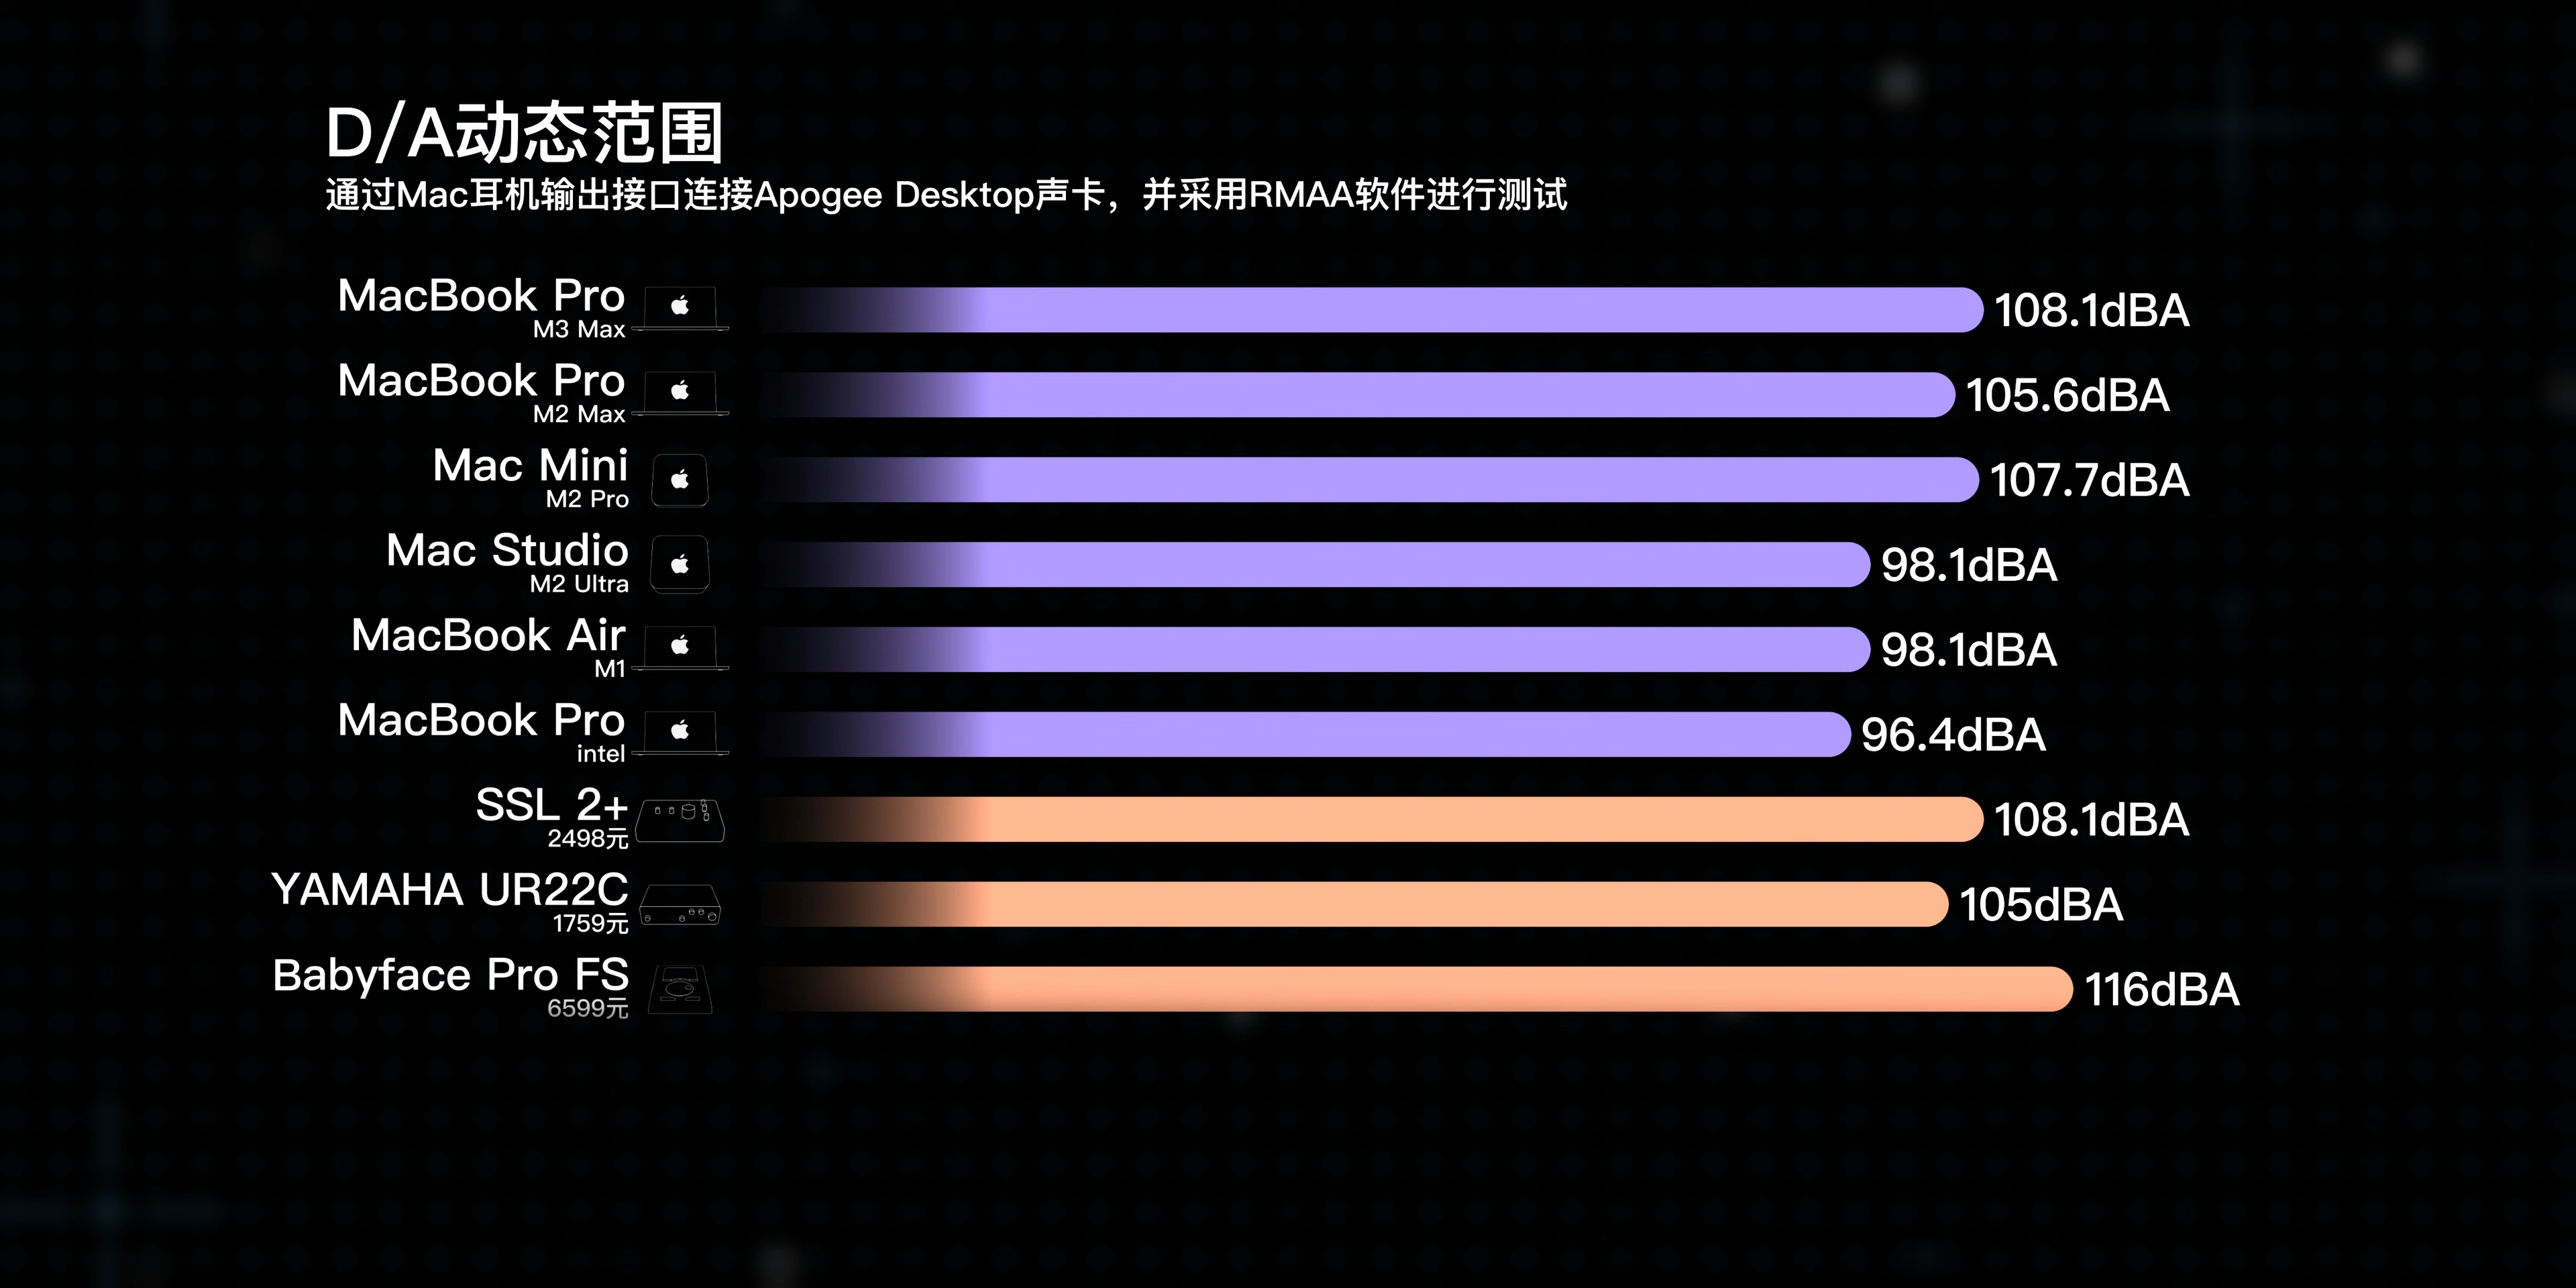 D/A动态范围
通过Mac耳机输出接口连接Apogee Desktop声卡，并采用RMAA软件进行测试
MacBook Pro
M3 Max
108.1dBA
MacBook Pro
M2 Max
105.6dBA
Mac Mini
M2 Pro
107.7dBA
Mac Studio
M2 Ultra
98.1dBA
MacBook Air
M1
98.1dBA
MacBook Pro
intel
96.4dBA
SSL 2+
2498元
108.1dBA
YAMAHA UR22C
1759元
105dBA
Babyface Pro FS
6599元
116dBA